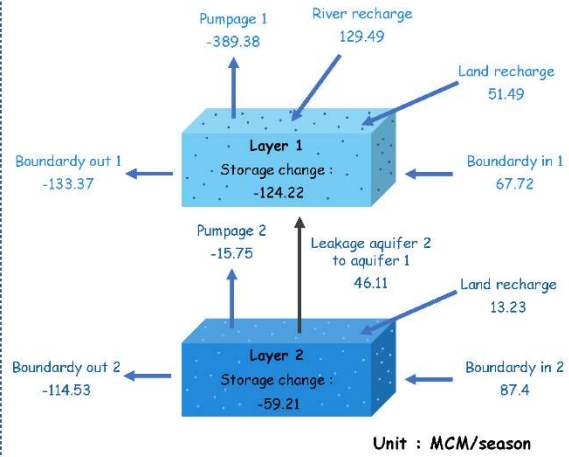 Pumpage 1
-389.38
River recharge
129.49
Land recharge
51.49
Layer 1
Storage change :
-124.22
Boundardy out 1
-133.37
Boundardy in 1
67.72
Pumpage 2
-15.75
Leakage aquifer 2
to aquifer 1
46.11
Land recharge
13.23
Layer 2
Storage change :
-59.21
Boundardy out 2
-114.53
Boundardy in 2
87.4
Unit : MCM/season